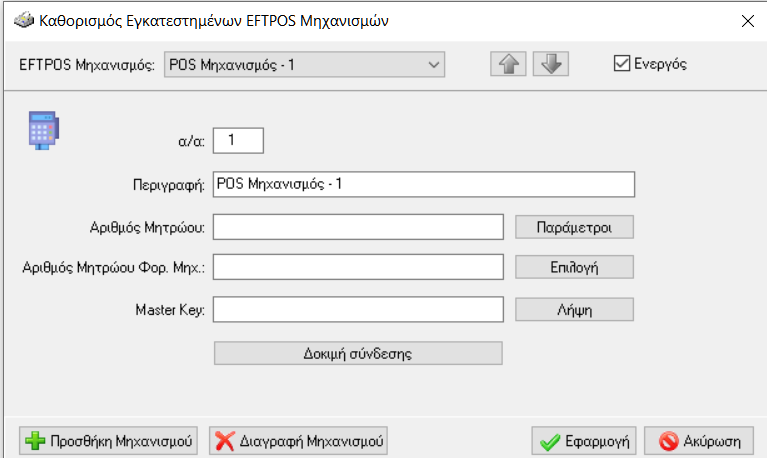 Καθορισμός Εγκατεστημένων EFTPOS Μηχανισμών
EFTPOS Μηχανισμός: POS Μηχανισμός - 1 Ενεργός
α/α: 1
Περιγραφή: POS Μηχανισμός - 1
Αριθμός Μητρώου: Παράμετροι
Αριθμός Μητρώου Φορ. Μηχ.: Επιλογή
Master Key: Λήψη
Δοκιμή σύνδεσης
Προσθήκη Μηχανισμού Διαγραφή Μηχανισμού Εφαρμογή Ακύρωση